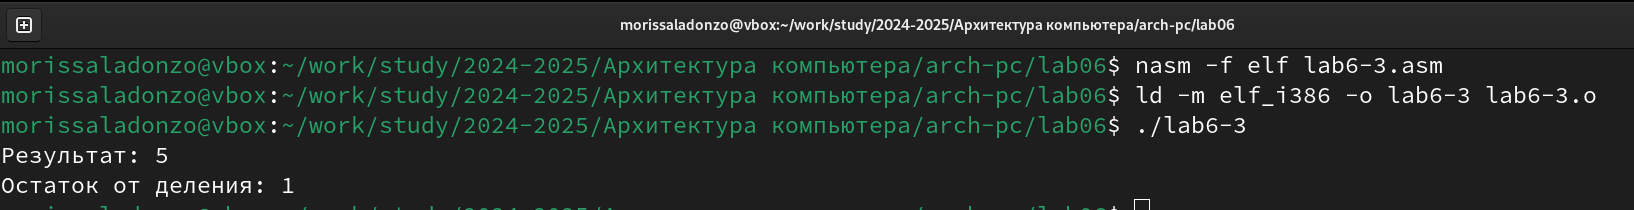 morissaladonzo@vbox:~/work/study/2024-2025/Архитектура компьютера/arch-pc/lab06
morissaladonzo@vbox:~/work/study/2024-2025/Архитектура компьютера/arch-pc/lab06$ nasm -f elf lab6-3.asm
morissaladonzo@vbox:~/work/study/2024-2025/Архитектура компьютера/arch-pc/lab06$ ld -m elf_i386 -o lab6-3 lab6-3.o
morissaladonzo@vbox:~/work/study/2024-2025/Архитектура компьютера/arch-pc/lab06$ ./lab6-3
Результат: 5
Остаток от деления: 1